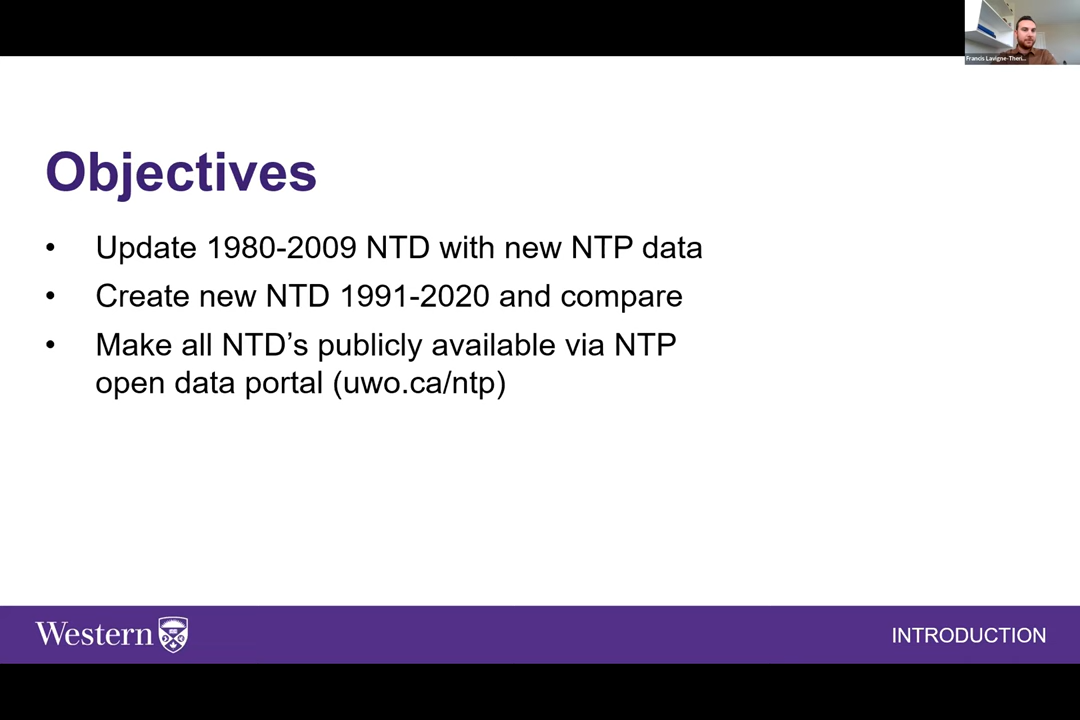 Francis Lavigne-Theri...
Objectives
• Update 1980-2009 NTD with new NTP data
• Create new NTD 1991-2020 and compare
• Make all NTD’s publicly available via NTP
open data portal (uwo.ca/ntp)
Western
INTRODUCTION